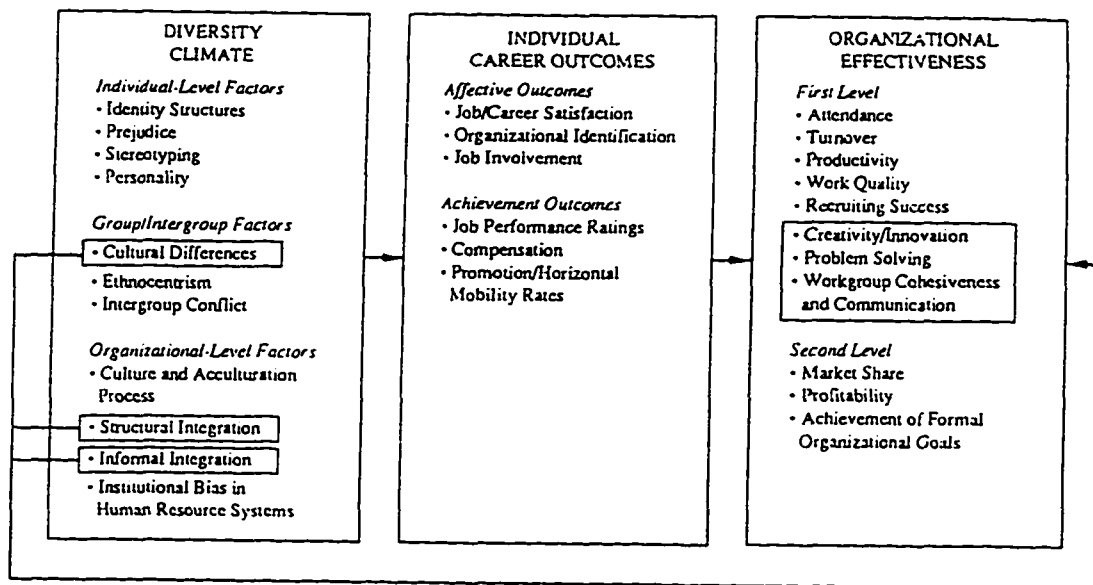 DIVERSITY
CLIMATE
Individual-Level Factors
• Identity Structures
• Prejudice
• Stereotyping
• Personality
Group/Intergroup Factors
• Cultural Differences
• Ethnocentrism
• Intergroup Conflict
Organizational-Level Factors
• Culture and Acculturation
Process
• Structural Integration
• Informal Integration
• Institutional Bias in
Human Resource Systems
INDIVIDUAL
CAREER OUTCOMES
Affective Outcomes
• Job/Career Satisfaction
• Organizational Identification
• Job Involvement
Achievement Outcomes
• Job Performance Ratings
• Compensation
• Promotion/Horizontal
Mobility Rates
ORGANIZATIONAL
EFFECTIVENESS
First Level
• Attendance
• Turnover
• Productivity
• Work Quality
• Recruiting Success
• Creativity/Innovation
• Problem Solving
• Workgroup Cohesiveness
and Communication
Second Level
• Market Share
• Profitability
• Achievement of Formal
Organizational Goals